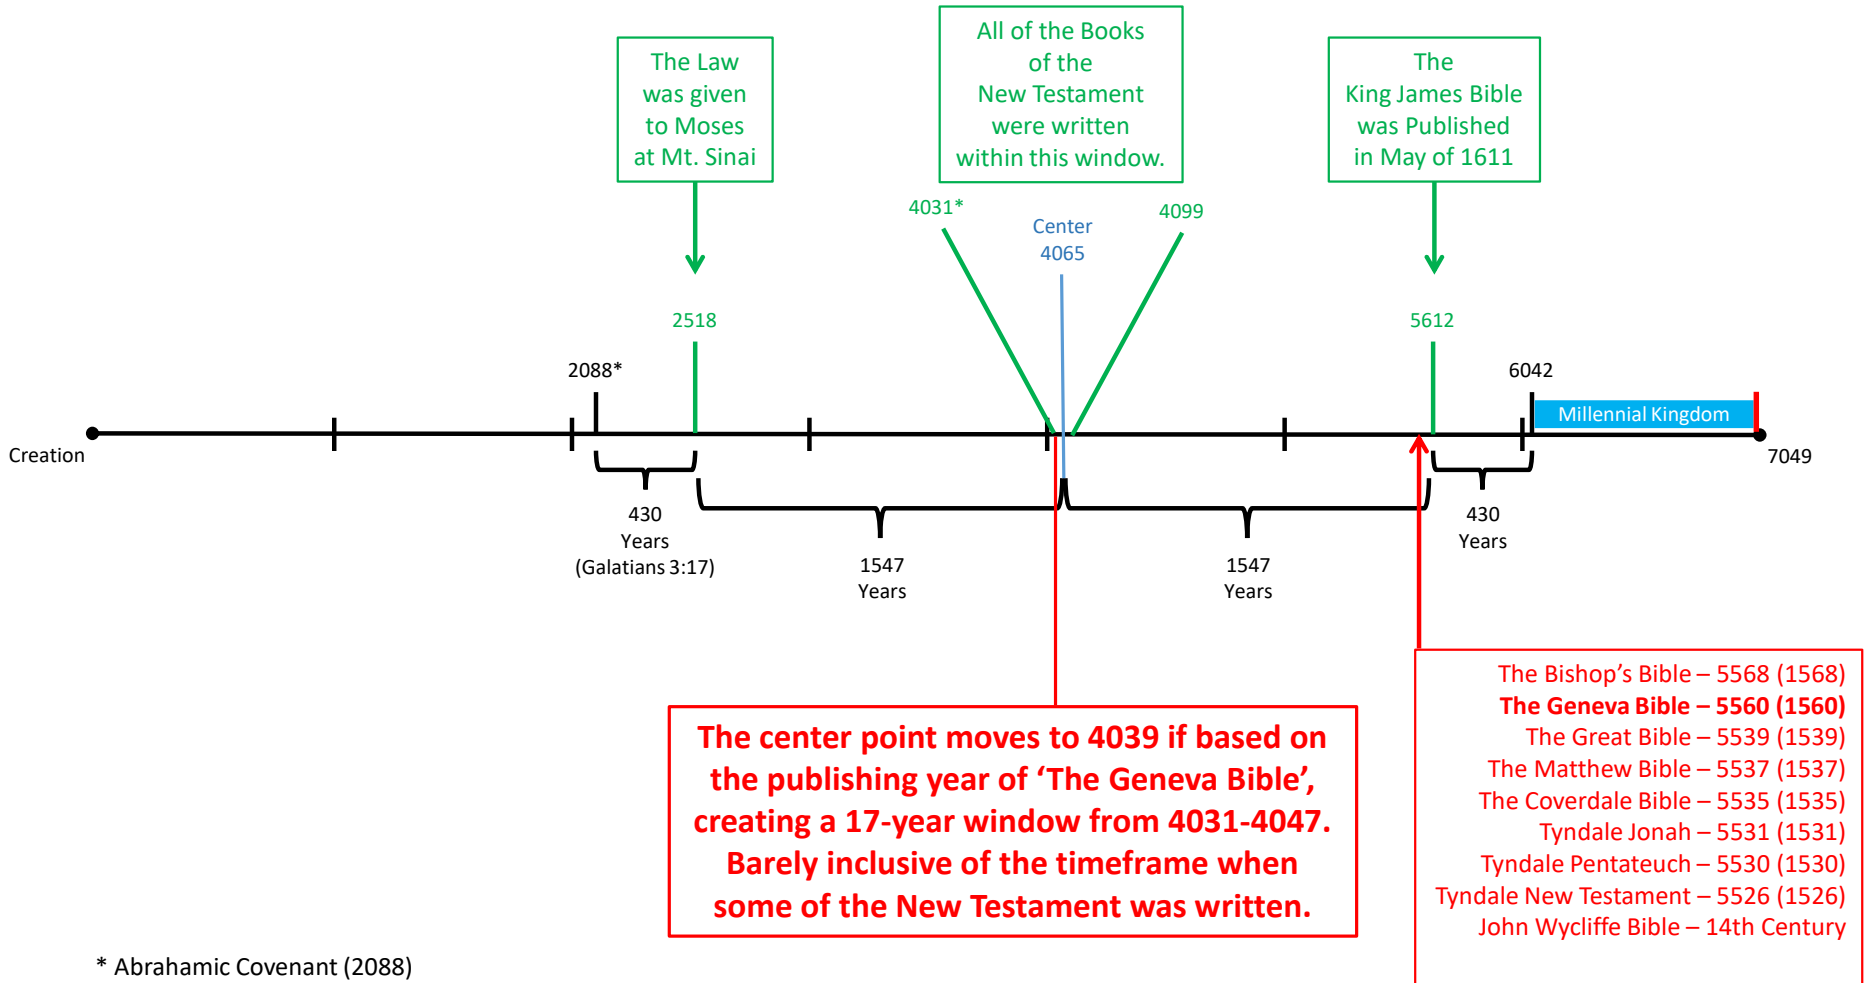 The Law
was given
to Moses
at Mt. Sinai
All of the Books
of the
New Testament
were written
within this window.
The
King James Bible
was Published
in May of 1611
4031*
Center
4065
4099
2518
5612
2088*
6042
Millennial Kingdom
Creation
7049
430
Years
(Galatians 3:17)
1547
Years
1547
Years
430
Years
The center point moves to 4039 if based on
the publishing year of ‘The Geneva Bible’,
creating a 17-year window from 4031-4047.
Barely inclusive of the timeframe when
some of the New Testament was written.
The Bishop’s Bible – 5568 (1568)
The Geneva Bible – 5560 (1560)
The Great Bible – 5539 (1539)
The Matthew Bible – 5537 (1537)
The Coverdale Bible – 5535 (1535)
Tyndale Jonah – 5531 (1531)
Tyndale Pentateuch – 5530 (1530)
Tyndale New Testament – 5526 (1526)
John Wycliffe Bible – 14th Century
* Abrahamic Covenant (2088)